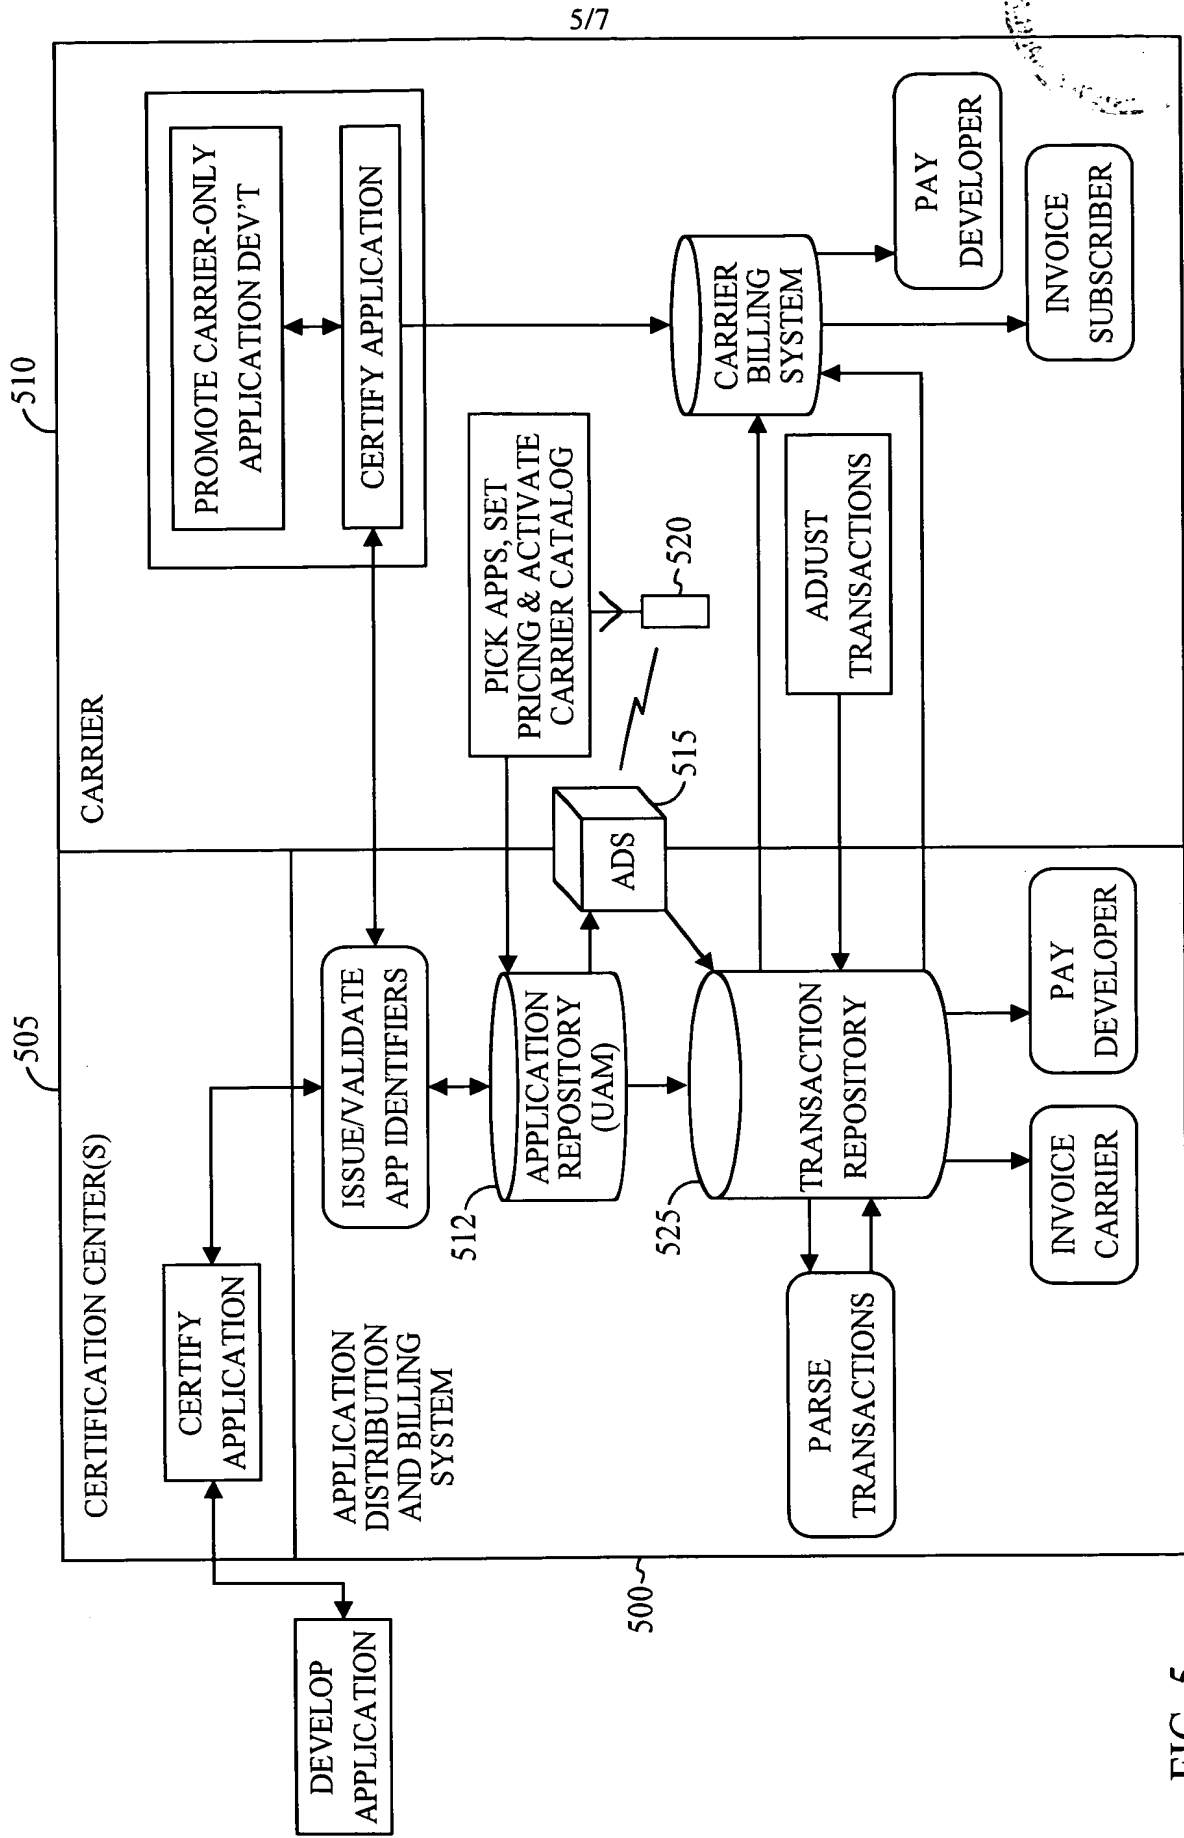 5/7
510
CARRIER
PROMOTE CARRIER-ONLY
APPLICATION DEV'T
CERTIFY APPLICATION
PICK APPS, SET
PRICING & ACTIVATE
CARRIER CATALOG
520
CARRIER
BILLING
SYSTEM
ADJUST
TRANSACTIONS
PAY
DEVELOPER
INVOICE
SUBSCRIBER
505
CERTIFICATION CENTER(S)
CERTIFY
APPLICATION
DEVELOP
APPLICATION
500
APPLICATION
DISTRIBUTION
AND BILLING
SYSTEM
ISSUE/VALIDATE
APP IDENTIFIERS
512
APPLICATION
REPOSITORY
(UAM)
ADS
515
525
TRANSACTION
REPOSITORY
PARSE
TRANSACTIONS
INVOICE
CARRIER
PAY
DEVELOPER
FIG. 5